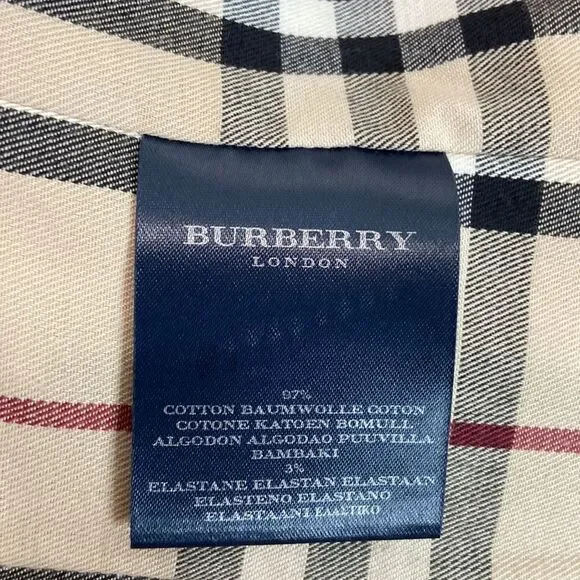 BURBERRY
LONDON
97%
COTTON BAUMWOLLE COTON
COTONE KATOEN BOMULL
ALGODON ALGODAO PUUVILLA
BAMBAKI
3%
ELASTANE ELASTAN ELASTAAN
ELASTENO ELASTANO
ELASTAANI ΕΛΑΣΤΙΚΟ